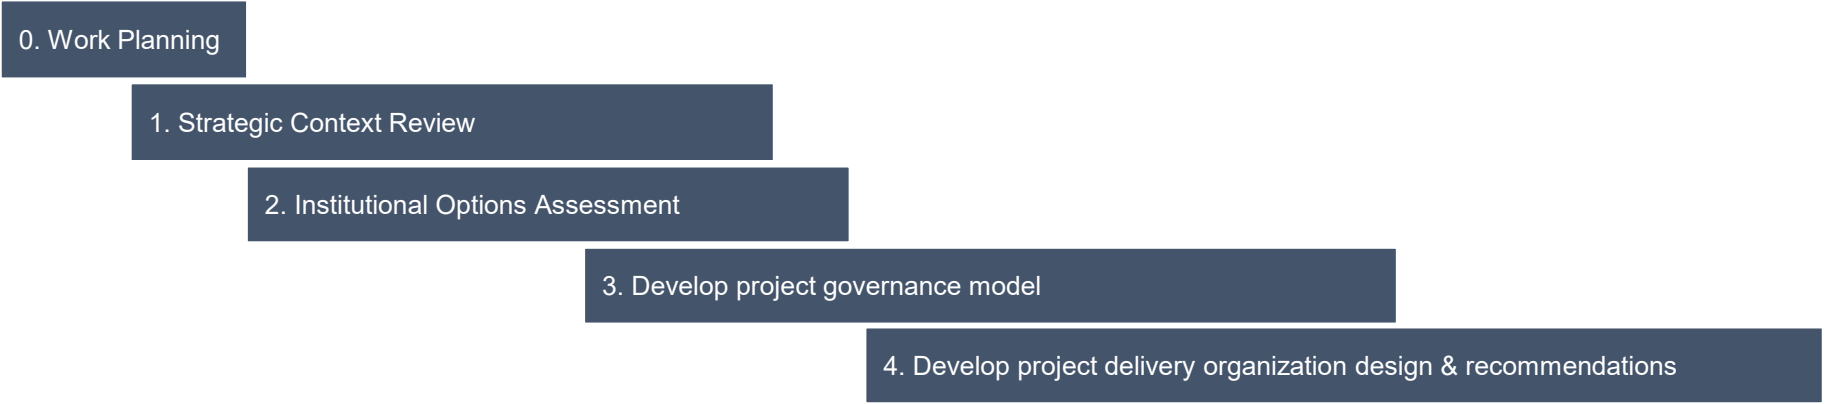 0. Work Planning
1. Strategic Context Review
2. Institutional Options Assessment
3. Develop project governance model
4. Develop project delivery organization design & recommendations